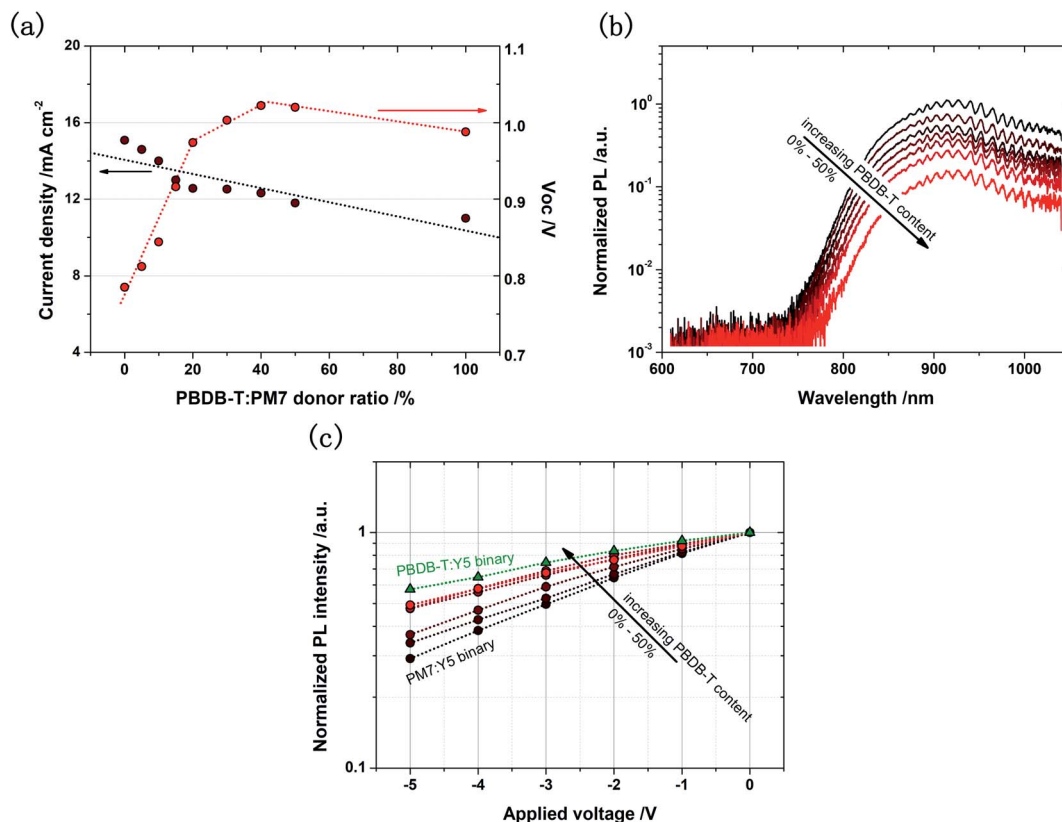 (a)
20
16
12
8
4
Current density /mA cm⁻²
1.1
1.0
0.9
0.8
0.7
Voc /V
0
20
40
60
80
100
PBDB-T:PM7 donor ratio /%
(b)
10⁰
10⁻¹
10⁻²
10⁻³
Normalized PL /a.u.
increasing PBDB-T content
0% - 50%
600
700
800
900
1000
Wavelength /nm
(c)
1
0.1
Normalized PL intensity /a.u.
PBDB-T:Y5 binary
PM7:Y5 binary
increasing PBDB-T content
0% - 50%
-5
-4
-3
-2
-1
0
Applied voltage /V